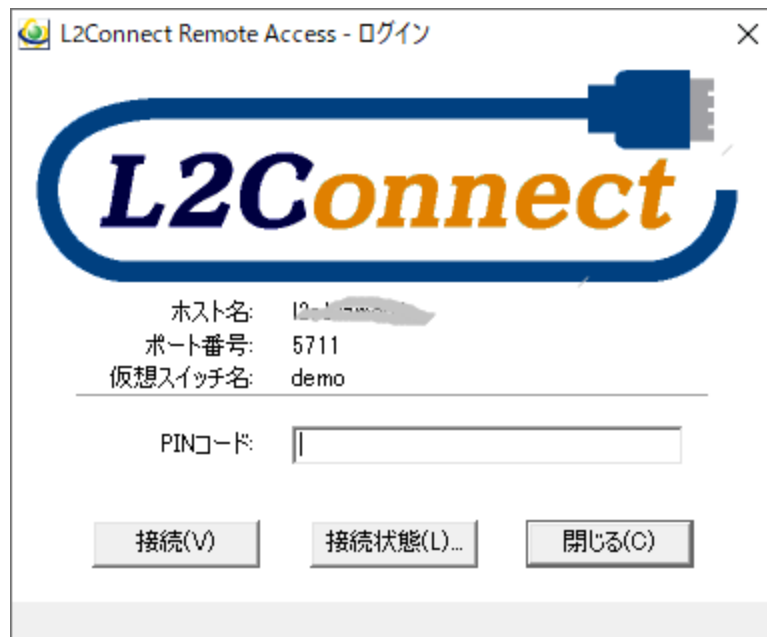 L2Connect Remote Access - ログイン
L2Connect
ホスト名:
ポート番号: 5711
仮想スイッチ名: demo
PINコード:
接続(V) 接続状態(L)... 閉じる(C)